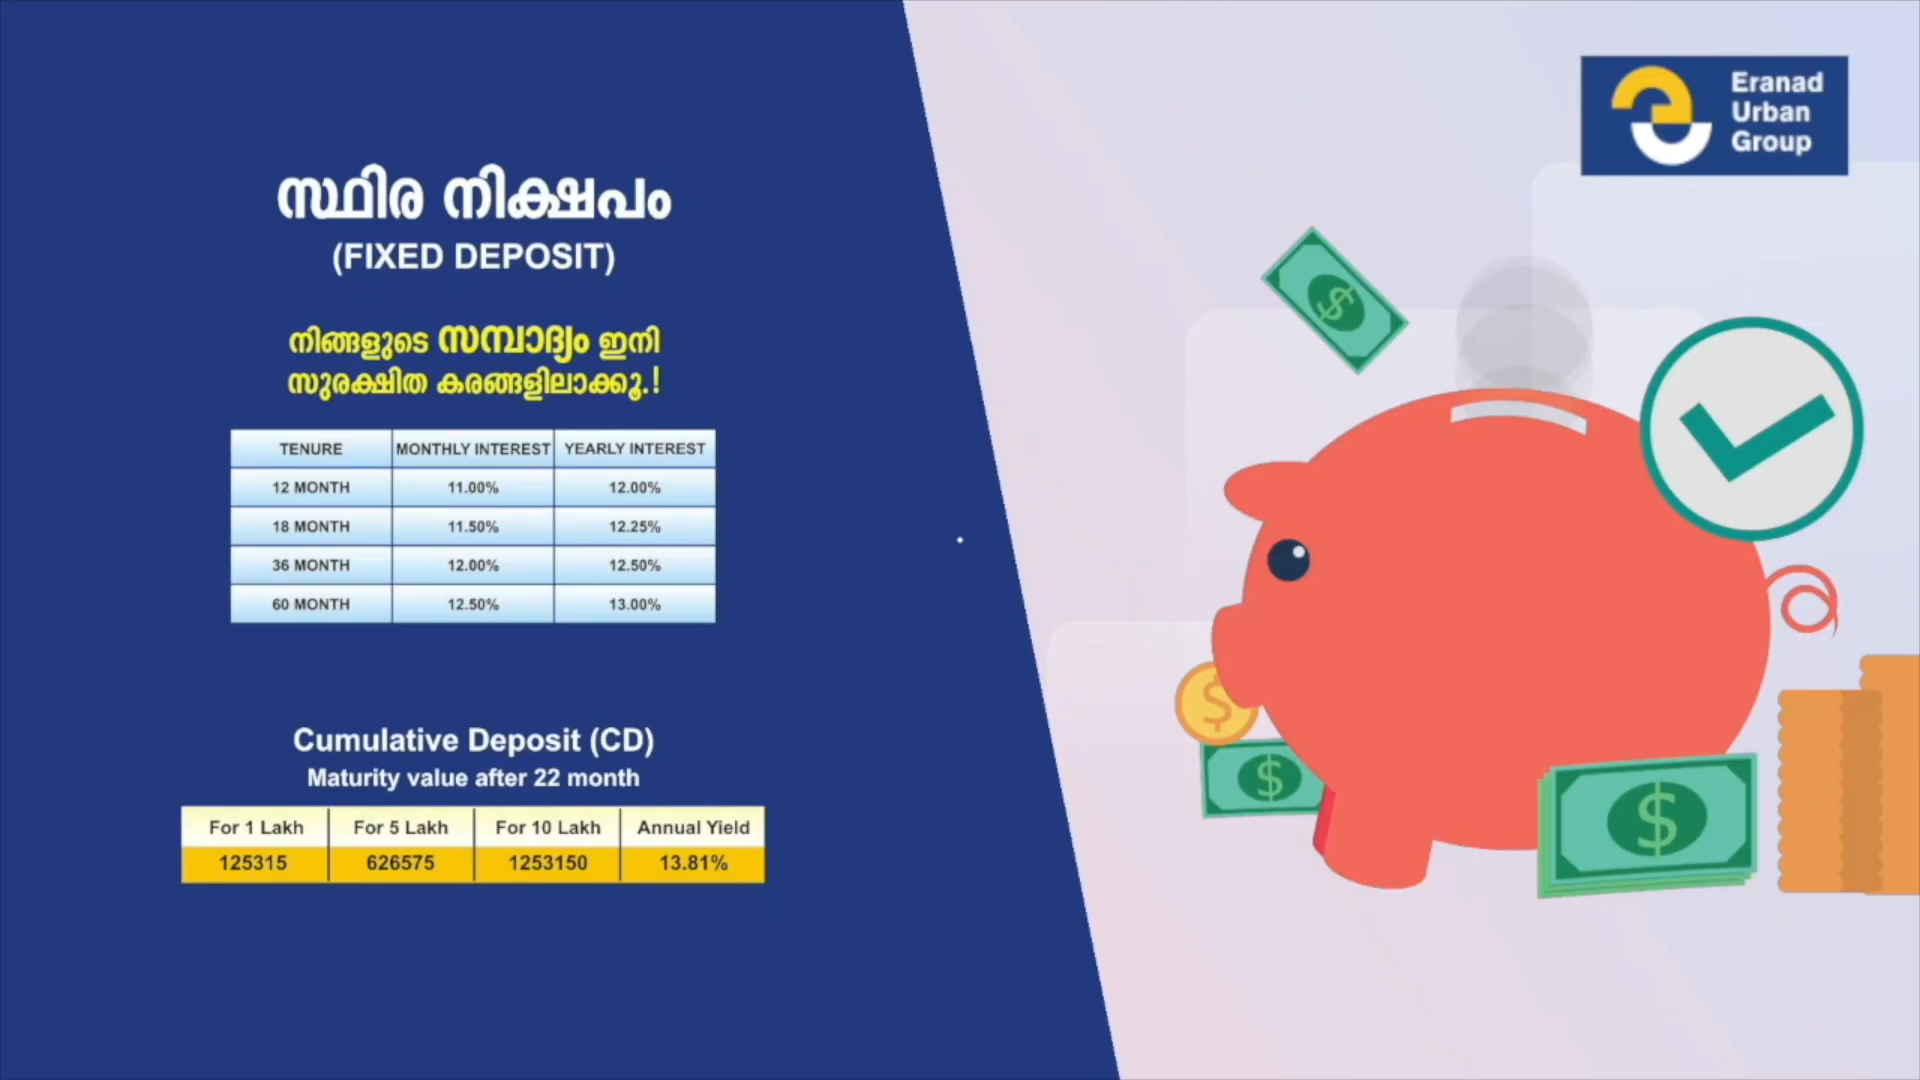 Eranad
Urban
Group
സ്ഥിര നിക്ഷപം
(FIXED DEPOSIT)
നിങ്ങളുടെ സമ്പാദ്യം ഇനി
സുരക്ഷിത കരങ്ങളിലാക്കൂ.!
TENURE MONTHLY INTEREST YEARLY INTEREST
12 MONTH 11.00% 12.00%
18 MONTH 11.50% 12.25%
36 MONTH 12.00% 12.50%
60 MONTH 12.50% 13.00%
Cumulative Deposit (CD)
Maturity value after 22 month
For 1 Lakh For 5 Lakh For 10 Lakh Annual Yield
125315 626575 1253150 13.81%